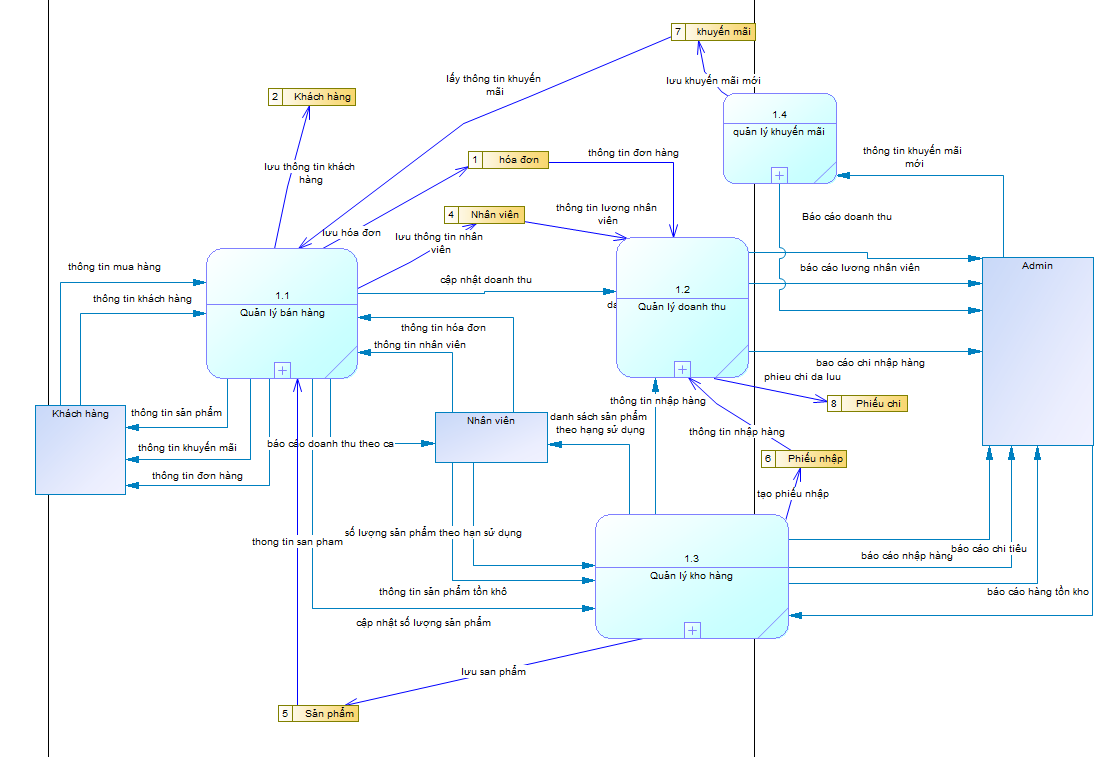 7 khuyến mãi
lấy thông tin khuyến
mãi
lưu khuyến mãi mới
2 Khách hàng
1.4
quản lý khuyến mãi
thông tin khuyến mãi
mới
1 hóa đơn
thông tin đơn hàng
lưu thông tin khách
hàng
4 Nhân viên
thông tin lương nhân
viên
Báo cáo doanh thu
lưu hóa đơn
lưu thông tin nhân
viên
thông tin mua hàng
cập nhật doanh thu
báo cáo lương nhân viên
Admin
thông tin khách hàng
1.1
Quản lý bán hàng
1.2
Quản lý doanh thu
da
thông tin hóa đơn
thông tin nhân viên
bao cáo chi nhập hàng
phieu chi da luu
8 Phiếu chi
Khách hàng
thông tin sản phẩm
thông tin nhập hàng
Nhân viên
danh sách sản phẩm
theo hạng sử dụng
thông tin nhập hàng
thông tin khuyến mãi
báo cáo doanh thu theo ca
6 Phiếu nhập
thông tin đơn hàng
tạo phiếu nhập
thong tin san pham
số lượng sản phẩm theo hạn sử dụng
1.3
Quản lý kho hàng
báo cáo chi tiêu
báo cáo nhập hàng
thông tin sản phẩm tồn khô
báo cáo hàng tồn kho
cập nhật số lượng sản phẩm
lưu san phẩm
5 Sản phẩm